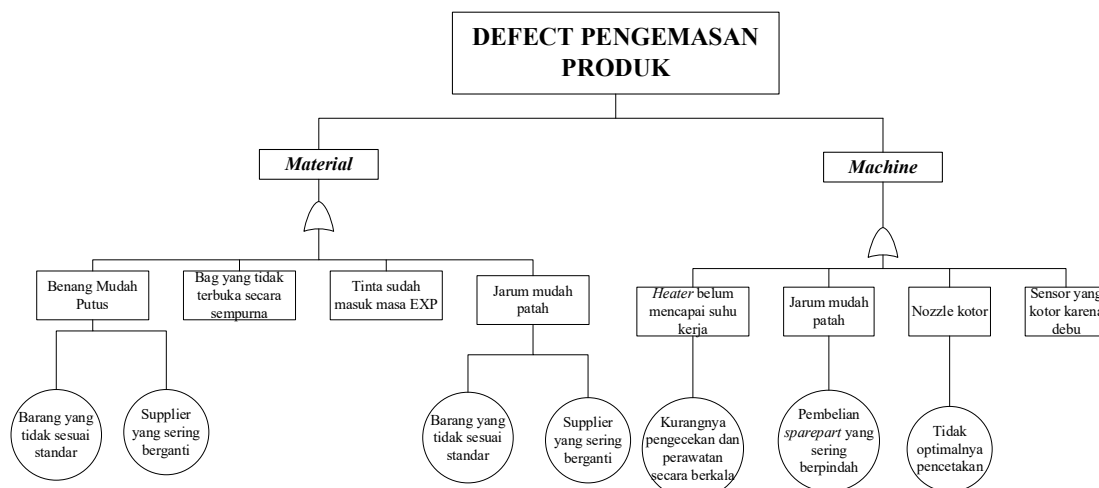 DEFECT PENGEMASAN
PRODUK
Material
Machine
Benang Mudah
Putus
Bag yang tidak
terbuka secara
sempurna
Tinta sudah
masuk masa EXP
Jarum mudah
patah
Heater belum
mencapai suhu
kerja
Jarum mudah
patah
Nozzle kotor
Sensor yang
kotor karena
debu
Barang yang
tidak sesuai
standar
Supplier
yang sering
berganti
Barang yang
tidak sesuai
standar
Supplier
yang sering
berganti
Kurangnya
pengecekan dan
perawatan
secara berkala
Pembelian
sparepart yang
sering
berpindah
Tidak
optimalnya
pencetakan